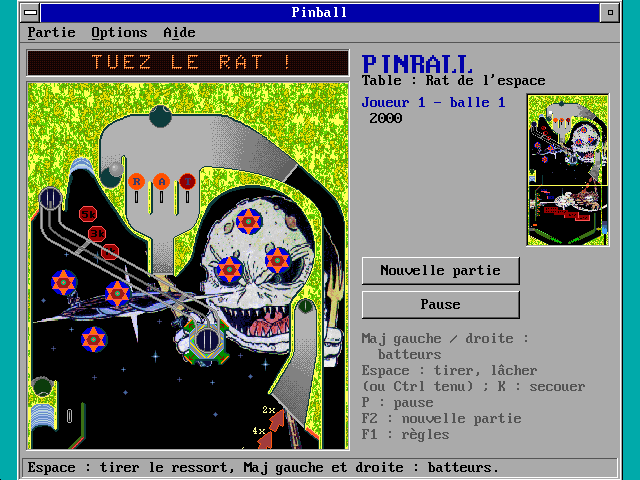 Pinball
Partie Options Aide
TUEZ LE RAT !
PINBALL
Table : Rat de l'espace
Joueur 1 - balle 1
2000
R A T
5k
3k
Nouvelle partie
Pause
Maj gauche / droite :
batteurs
Espace : tirer, lâcher
(ou Ctrl tenu) ; K : secouer
P : pause
F2 : nouvelle partie
F1 : règles
2x
4x
Espace : tirer le ressort, Maj gauche et droite : batteurs.